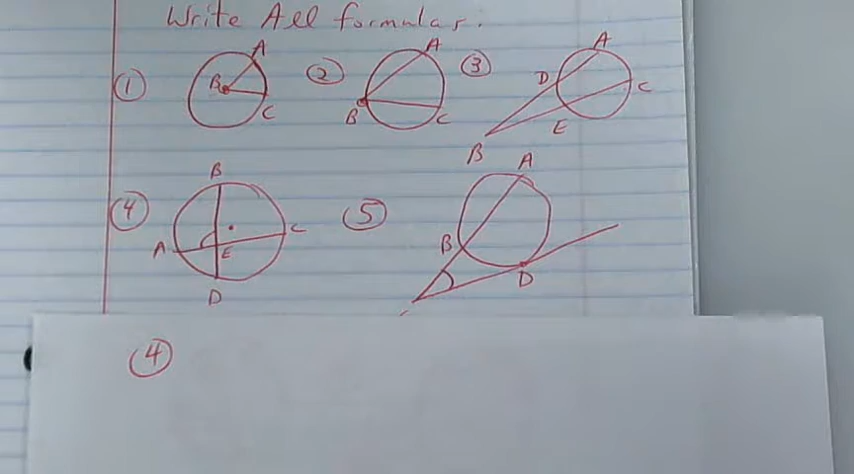 Write All formulas.
① A B C ② A B C ③ A D C E B
④ B A C E D ⑤ A B D
④